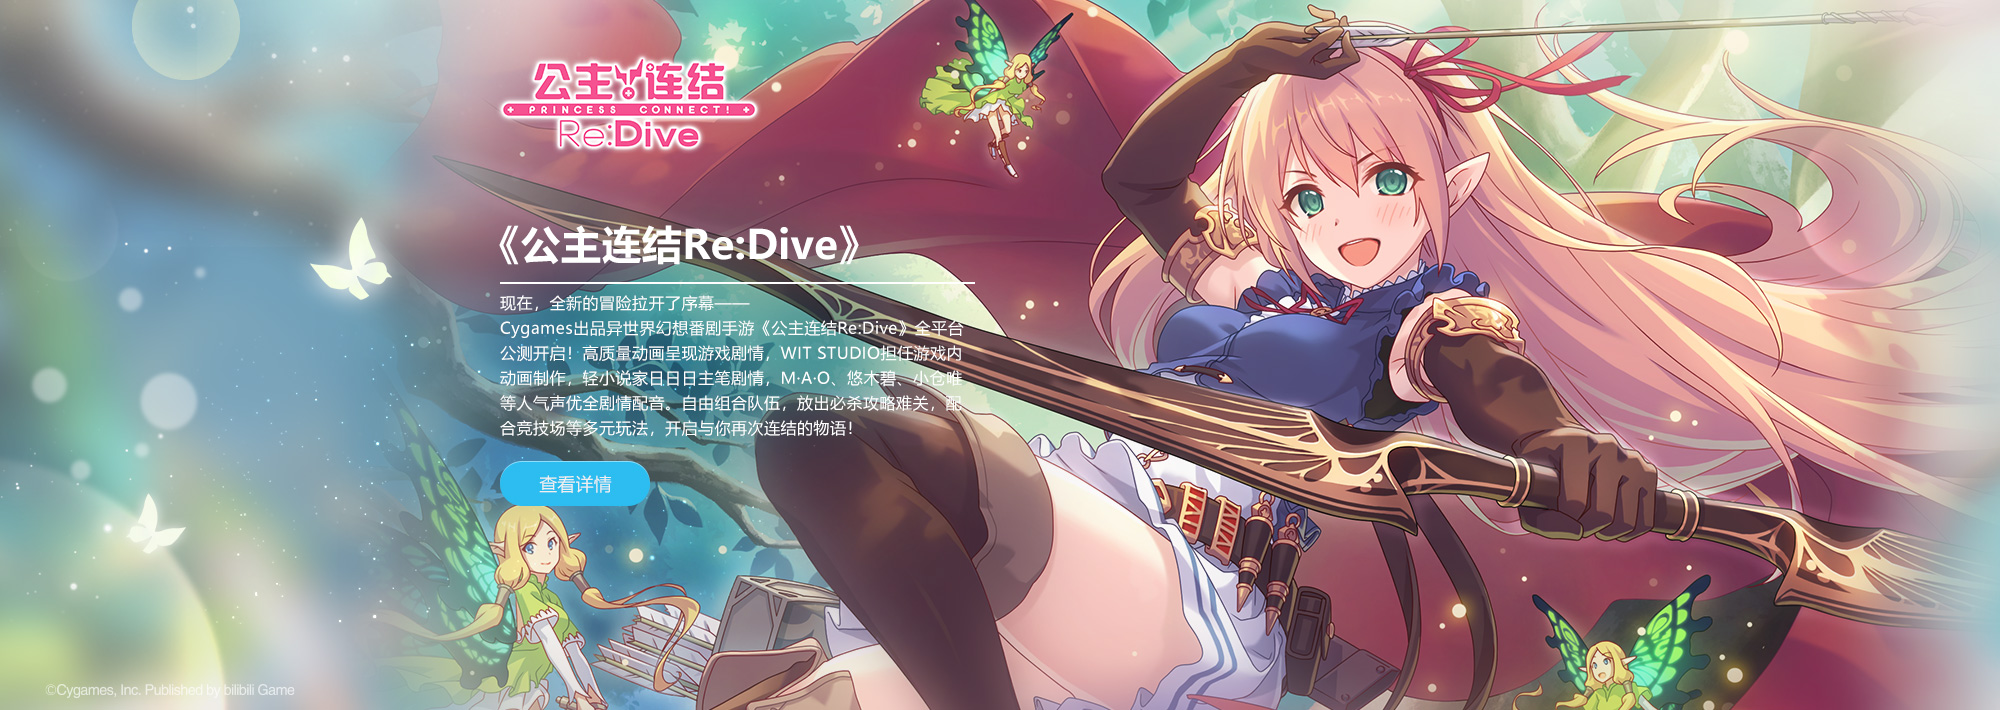 公主连结
PRINCESS CONNECT!
Re:Dive
《公主连结Re:Dive》
现在，全新的冒险拉开了序幕——
Cygames出品异世界幻想番剧手游《公主连结Re:Dive》全平台
公测开启！高质量动画呈现游戏剧情，WIT STUDIO担任游戏内
动画制作，轻小说家日日日主笔剧情，M·A·O、悠木碧、小仓唯
等人气声优全剧情配音。自由组合队伍，放出必杀攻略难关，配
合竞技场等多元玩法，开启与你再次连结的物语！
查看详情
©Cygames, Inc. Published by bilibili Game